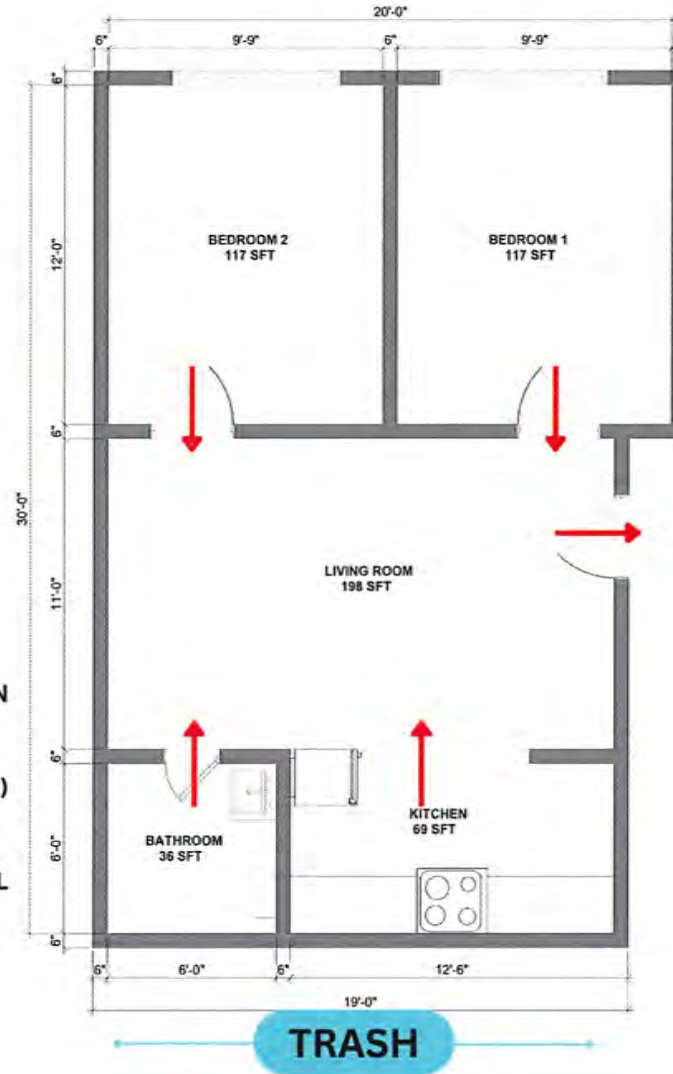 20'-0"
6" 9'-9" 6" 9'-9"
6"
12'-0"
BEDROOM 2
117 SFT
BEDROOM 1
117 SFT
6"
30'-0"
11'-0"
LIVING ROOM
198 SFT
N
6"
)
KITCHEN
69 SFT
BATHROOM
36 SFT
6'-0"
L
6"
6" 6'-0" 6" 12'-6"
19'-0"
TRASH